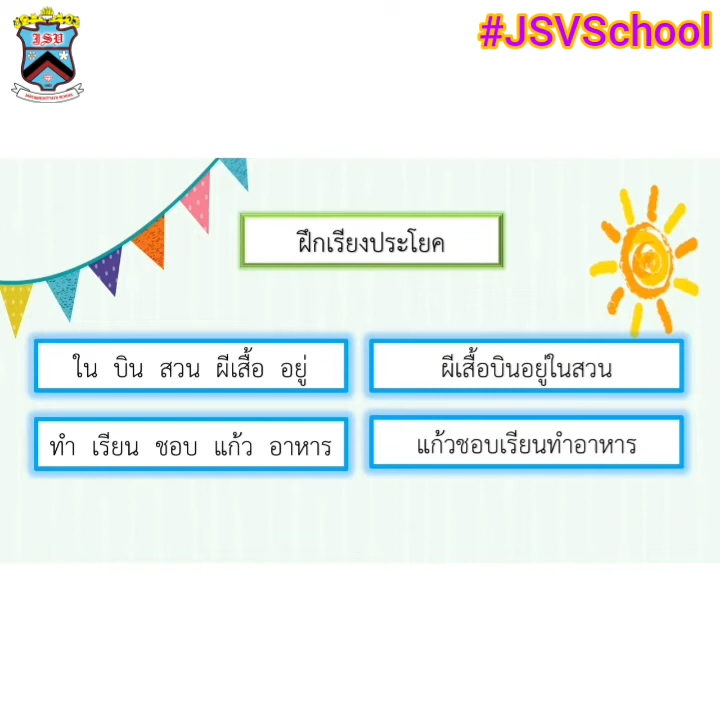 JSV
#JSVSchool
ฝึกเรียงประโยค
ใน บิน สวน ผีเสื้อ อยู่
ผีเสื้อบินอยู่ในสวน
ทำ เรียน ชอบ แก้ว อาหาร
แก้วชอบเรียนทำอาหาร